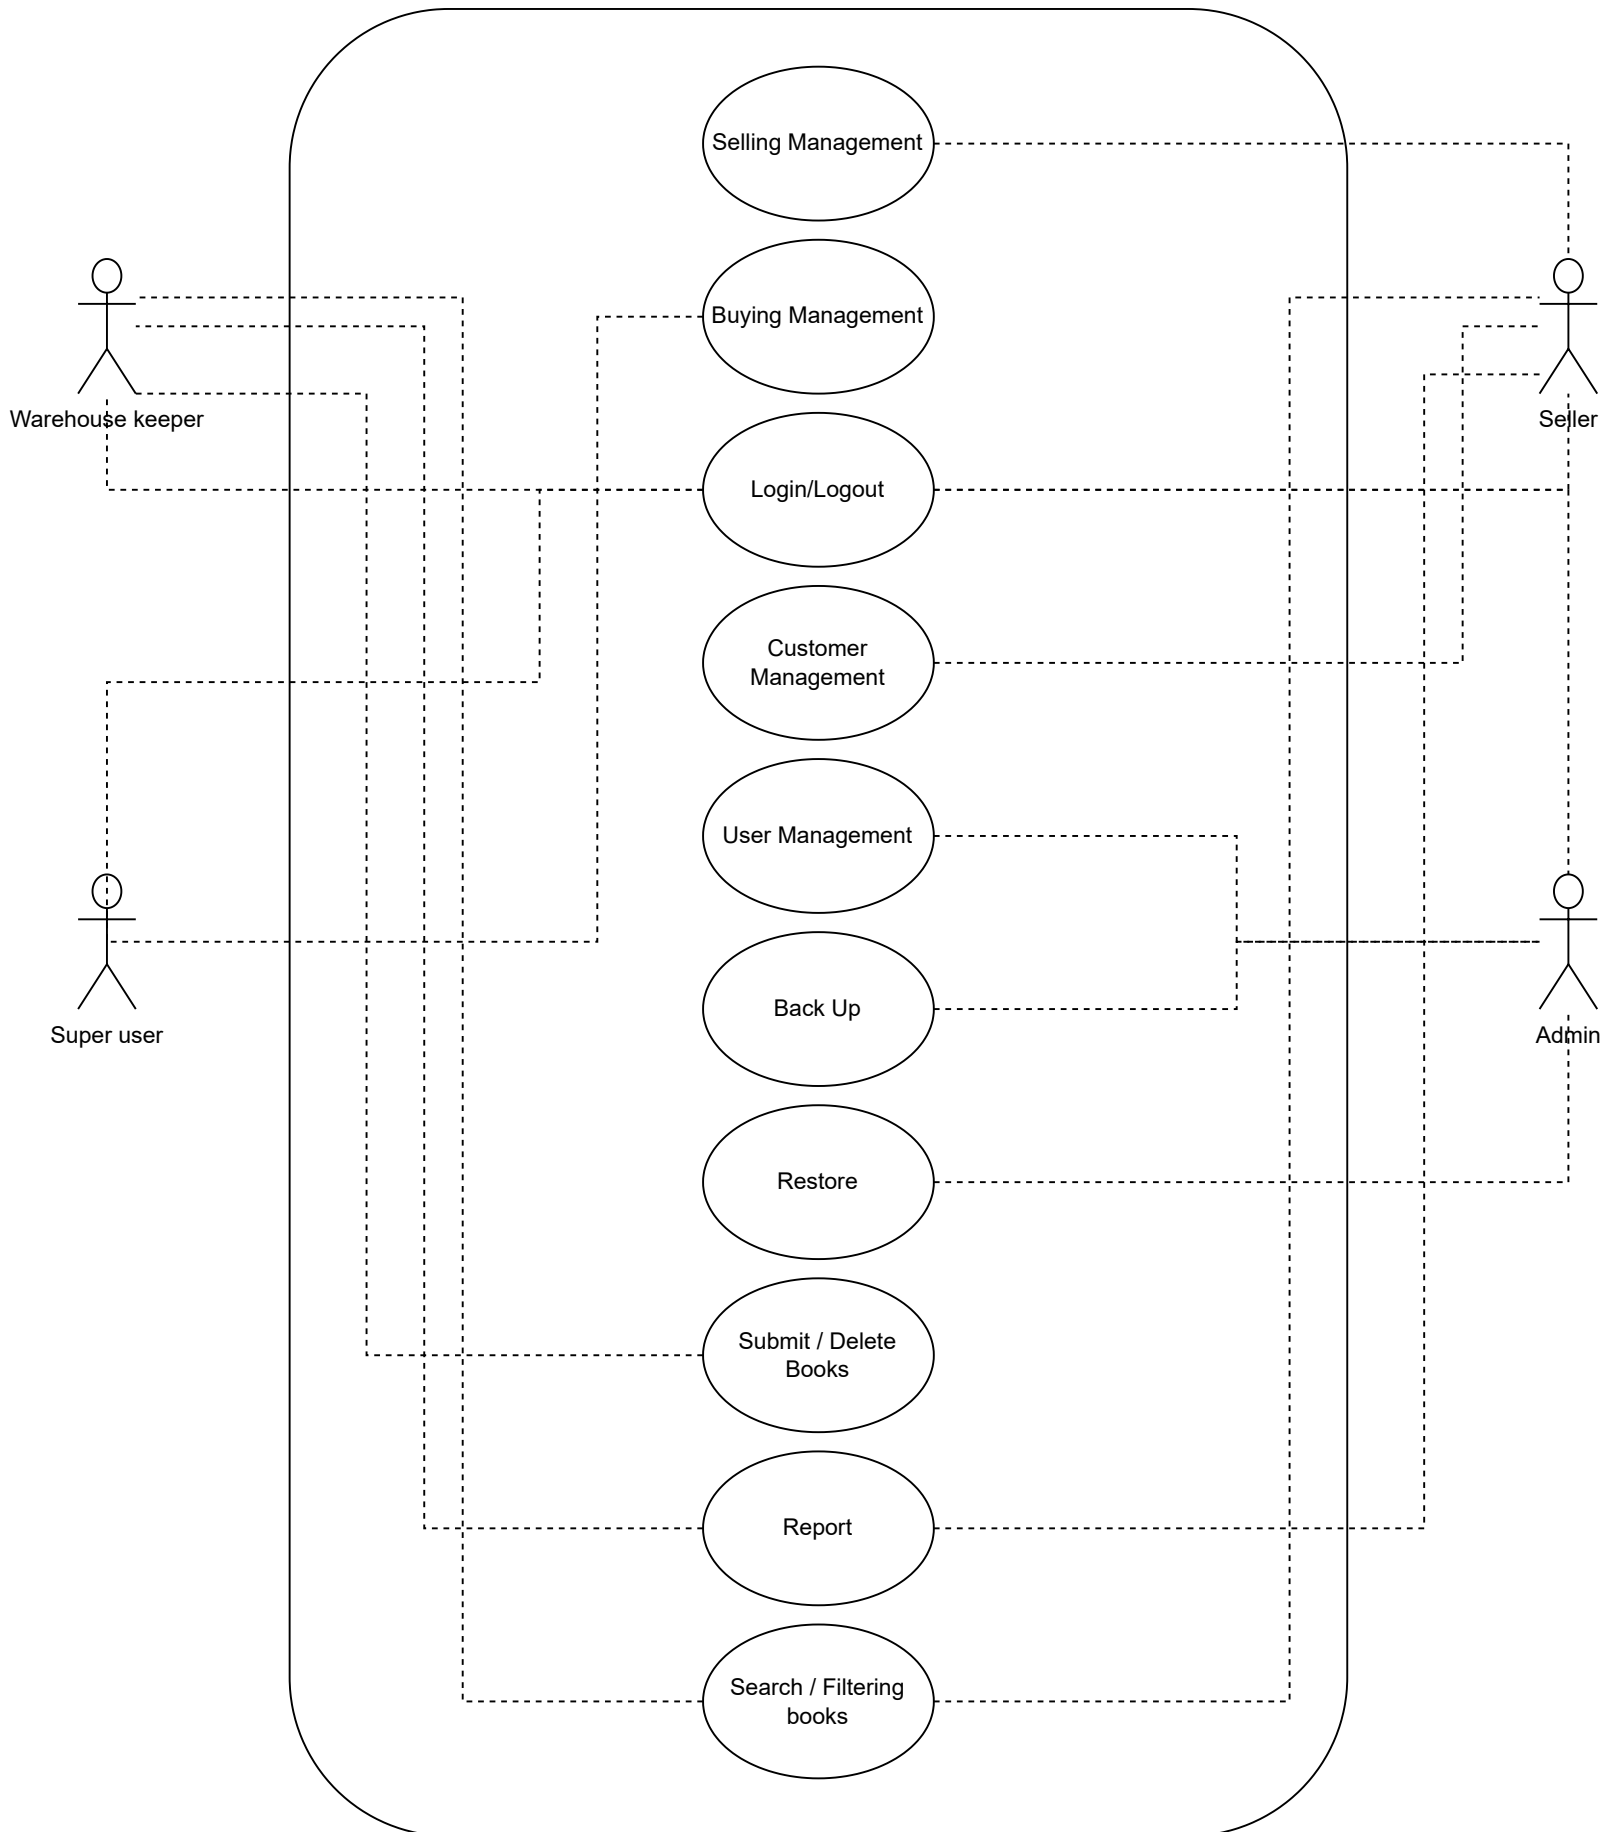 Selling Management
Buying Management
Warehouse keeper
Seller
Login/Logout
Customer
Management
User Management
Back Up
Super user
Admin
Restore
Submit / Delete
Books
Report
Search / Filtering
books